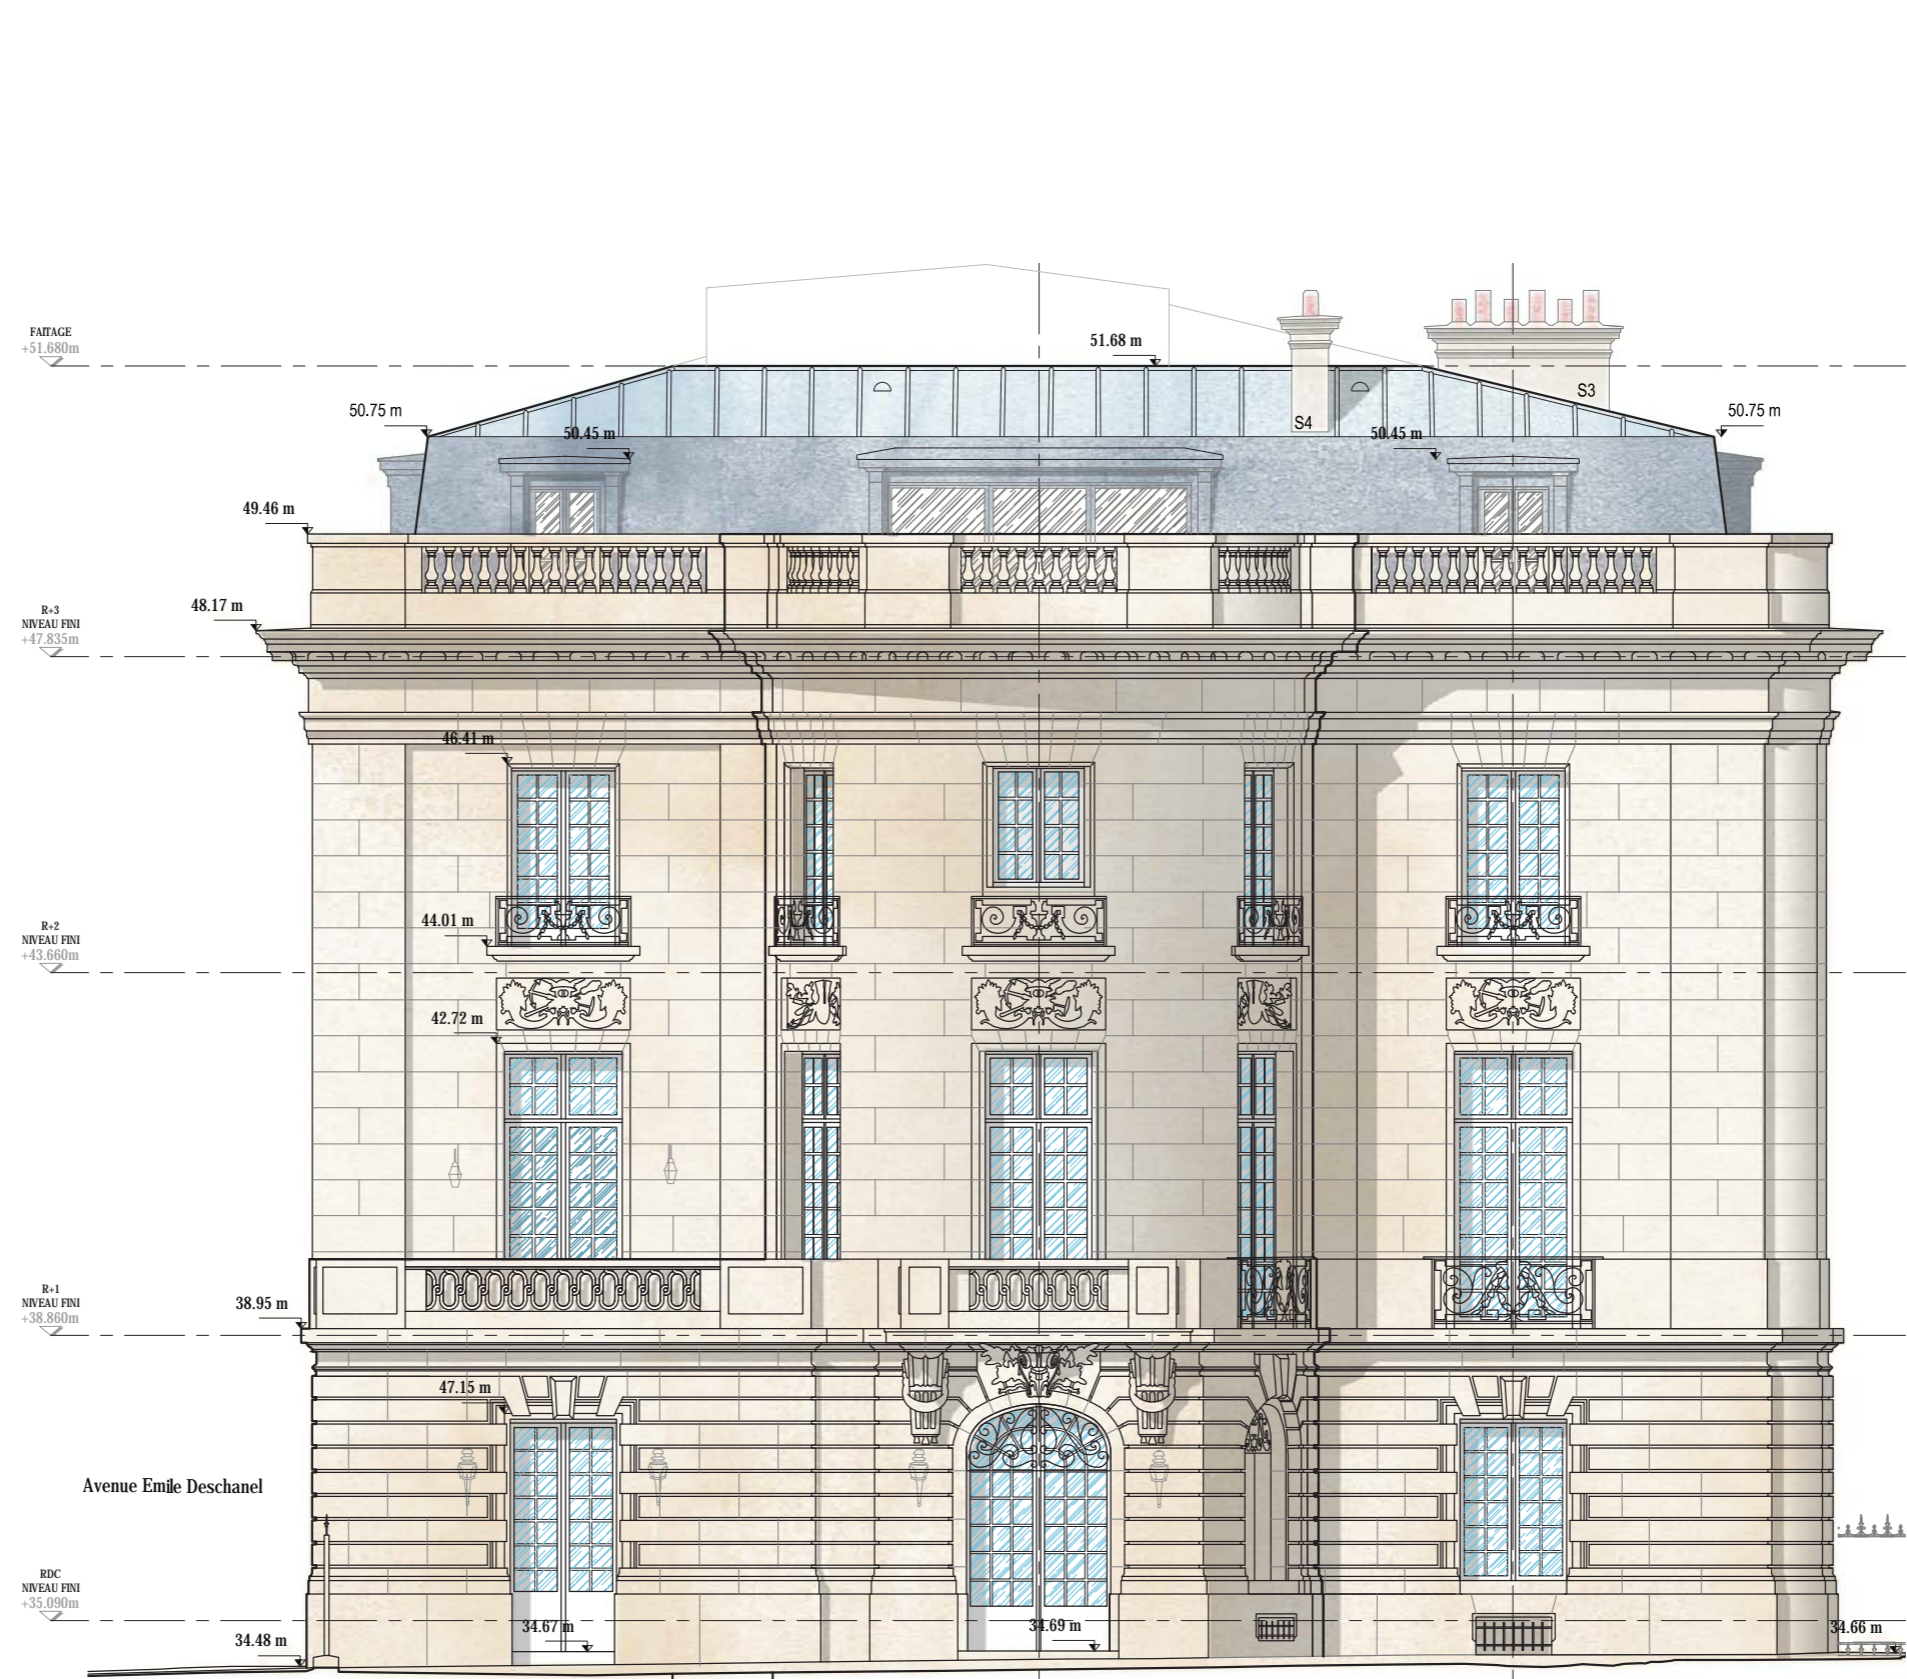 FAITAGE
+51.680m
51.68 m
S3
50.75 m
50.75 m
S4
50.45 m
50.45 m
49.46 m
R+3
NIVEAU FINI
+47.835m
48.17 m
46.41 m
R+2
NIVEAU FINI
+43.660m
44.01 m
42.72 m
R+1
NIVEAU FINI
+38.860m
38.95 m
47.15 m
Avenue Emile Deschanel
RDC
NIVEAU FINI
+35.090m
34.67 m
34.69 m
34.66 m
34.48 m